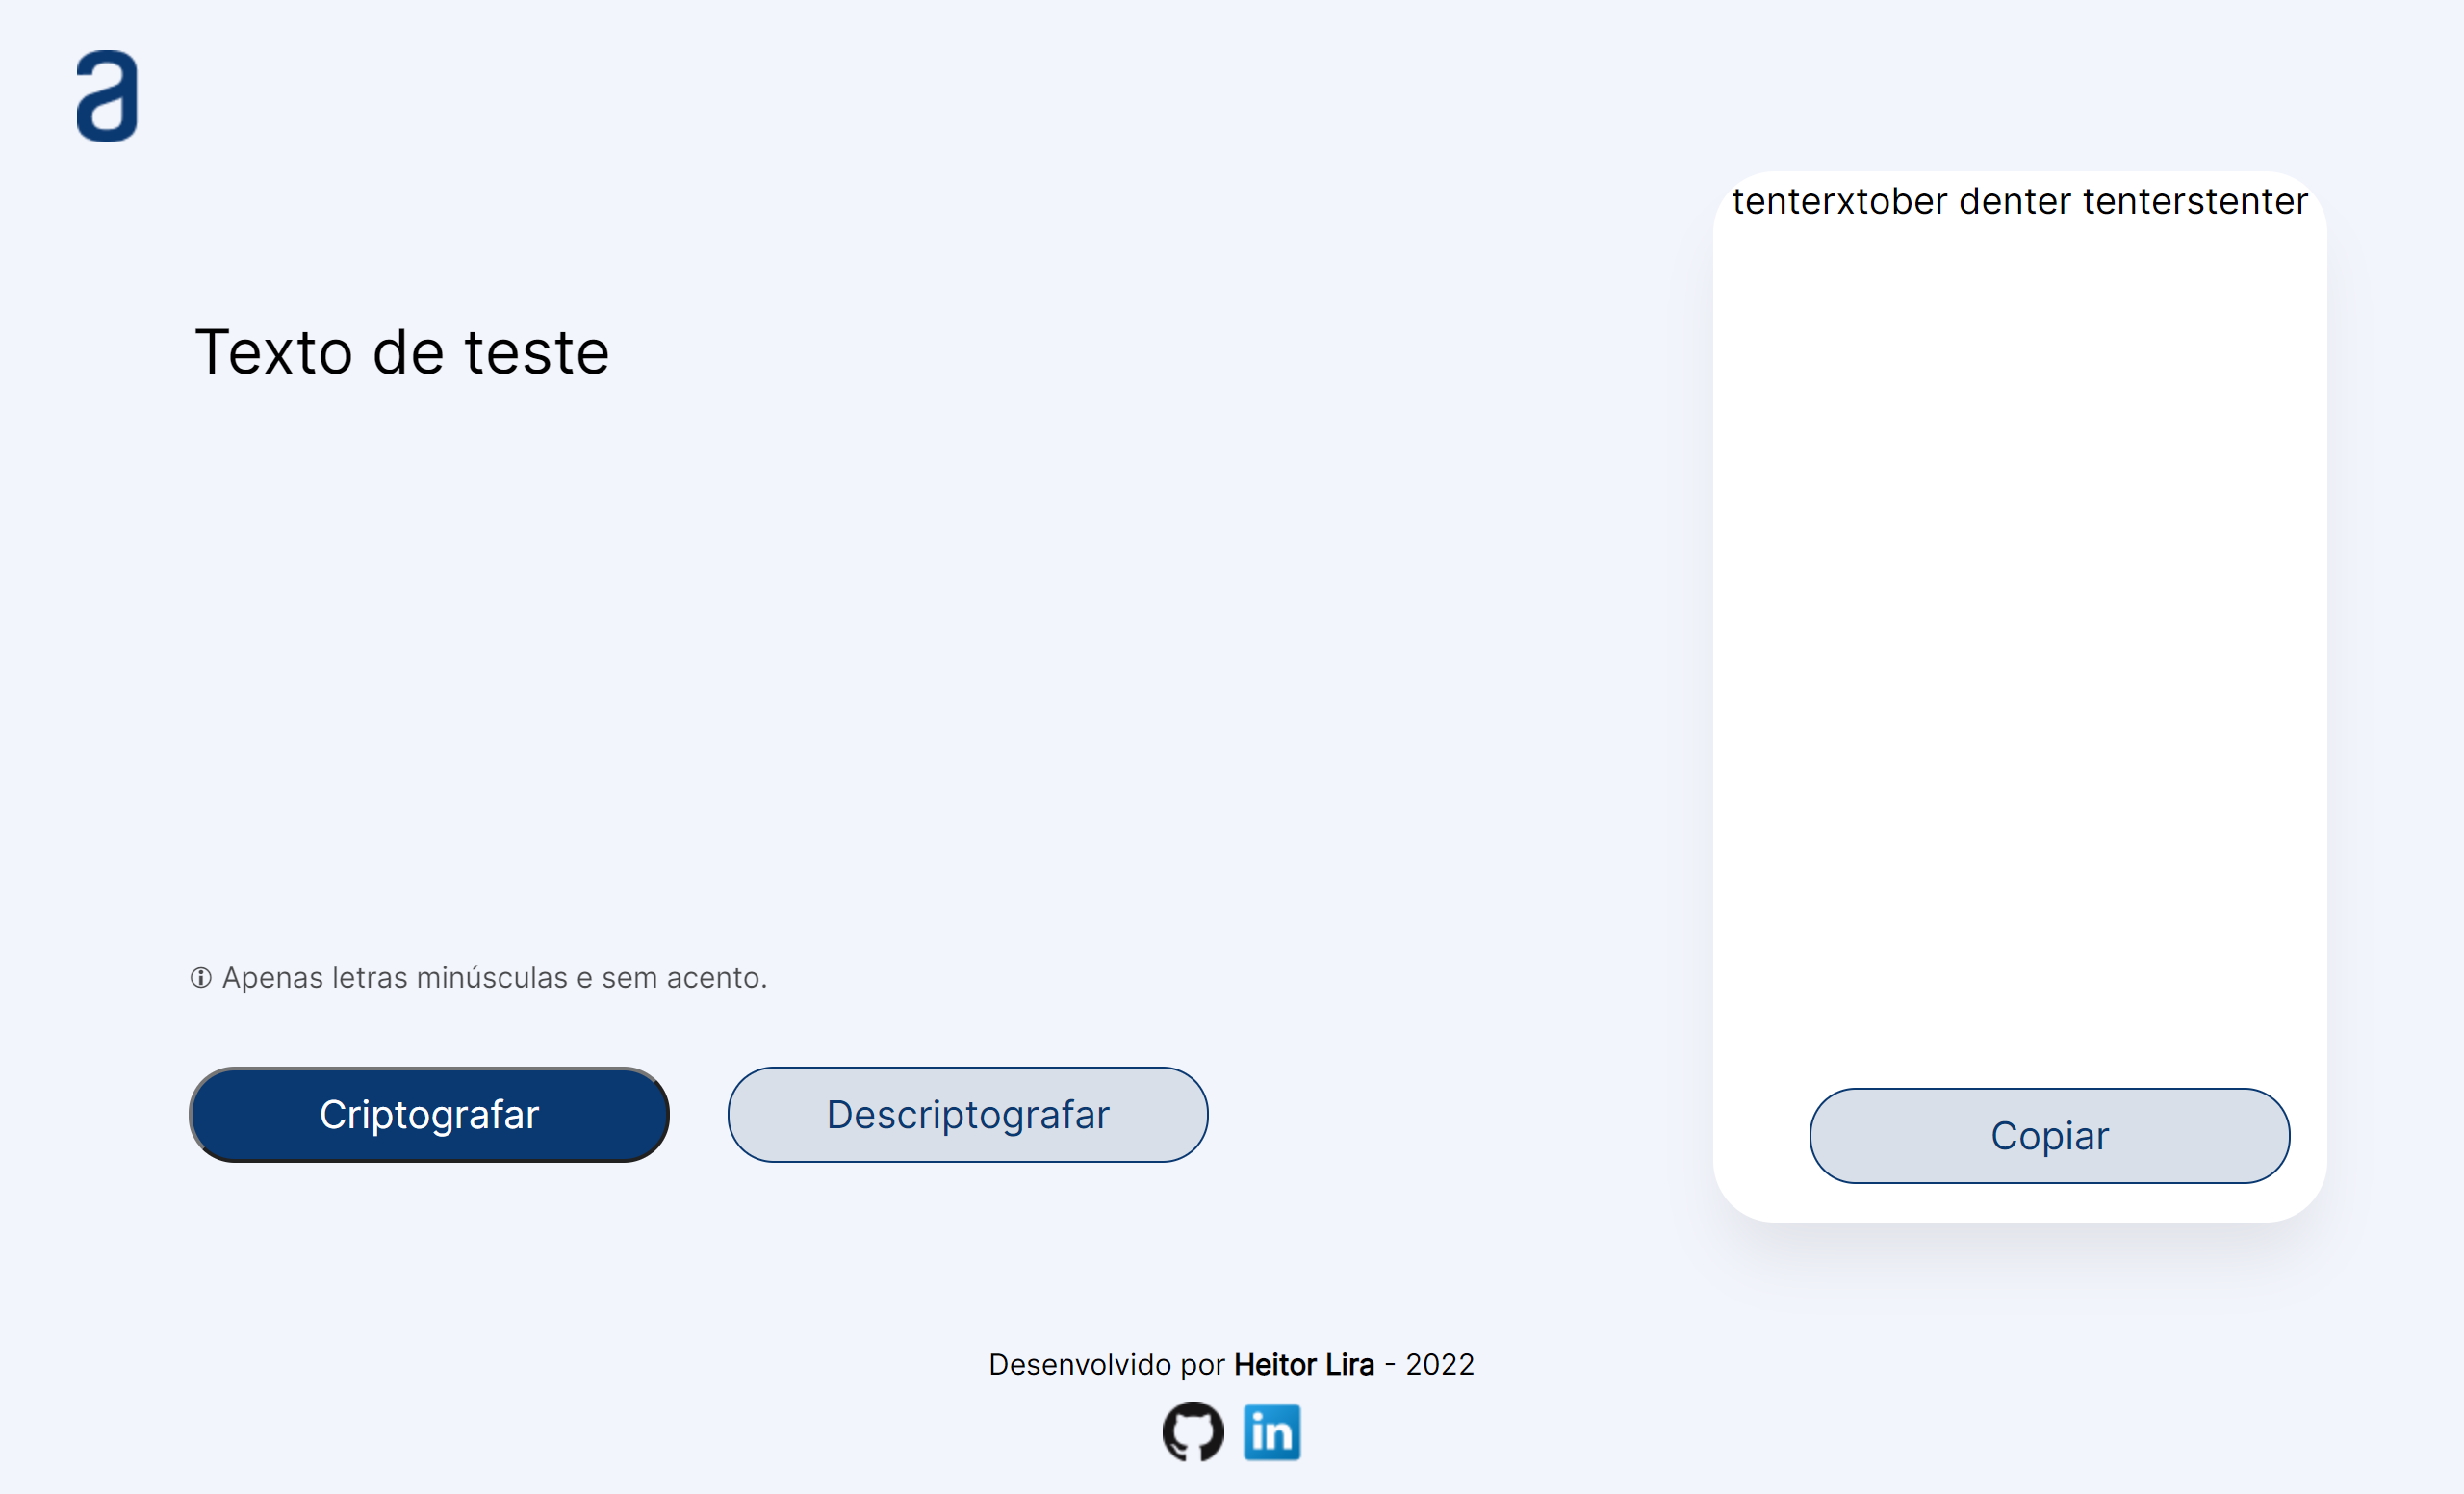 a
tenterxtober denter tenterstenter
Texto de teste
Apenas letras minúsculas e sem acento.
Criptografar
Descriptografar
Copiar
Desenvolvido por Heitor Lira - 2022
in